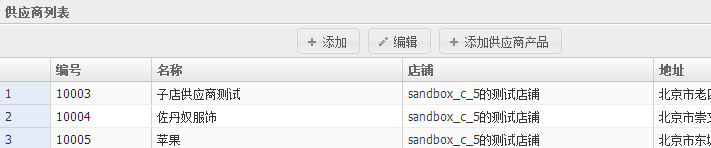 供应商列表
+ 添加 编辑 + 添加供应商产品
编号 名称 店铺 地址
1 10003 子店供应商测试 sandbox_c_5的测试店铺 北京市老
2 10004 佐丹奴服饰 sandbox_c_5的测试店铺 北京市崇
3 10005 苹果 sandbox_c_5的测试店铺 北京市东